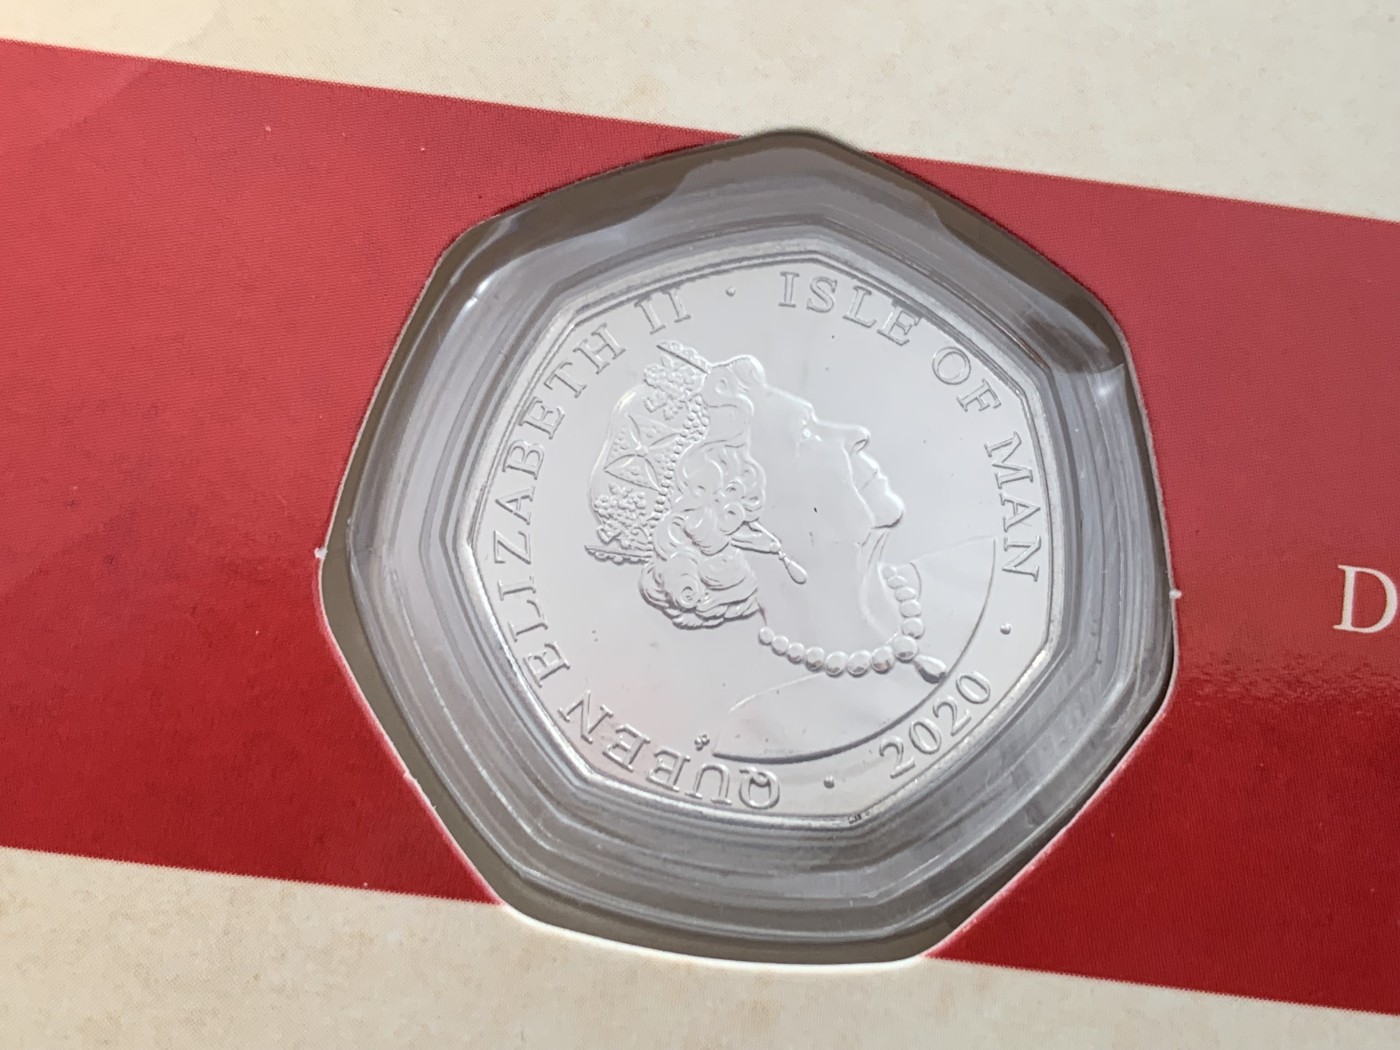 QUEEN ELIZABETH II · ISLE OF MAN · 2020 ·
D